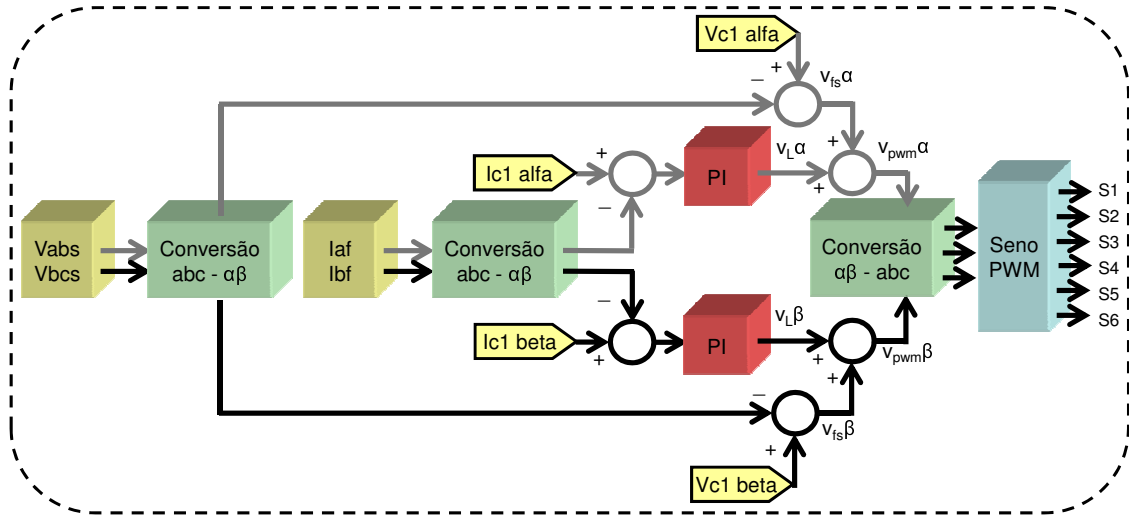 Vc1 alfa
+
−
v_fsα
Ic1 alfa
+
−
PI
v_Lα
+
+
v_pwmα
Vabs
Vbcs
Conversão
abc - αβ
Iaf
Ibf
Conversão
abc - αβ
Conversão
αβ - abc
Seno
PWM
S1
S2
S3
S4
S5
S6
−
Ic1 beta
+
PI
v_Lβ
+
+
v_pwmβ
−
v_fsβ
+
Vc1 beta